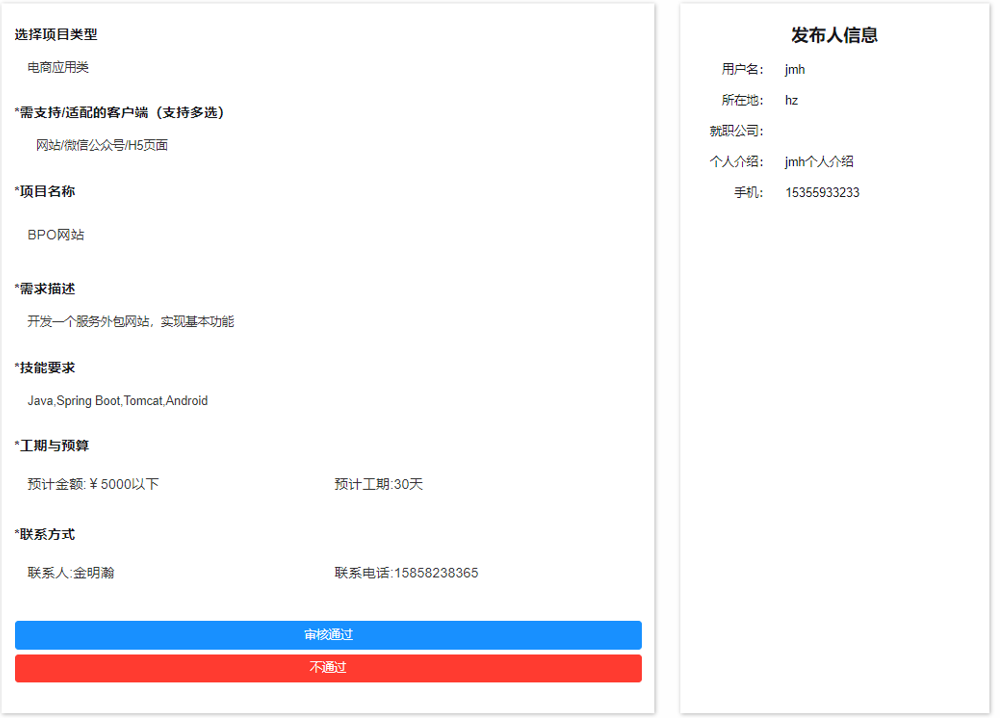 选择项目类型
电商应用类
*需支持/适配的客户端（支持多选）
网站/微信公众号/H5页面
*项目名称
BPO网站
*需求描述
开发一个服务外包网站，实现基本功能
*技能要求
Java,Spring Boot,Tomcat,Android
*工期与预算
预计金额:￥5000以下 预计工期:30天
*联系方式
联系人:金明瀚 联系电话:15858238365
审核通过
不通过
发布人信息
用户名： jmh
所在地： hz
就职公司：
个人介绍： jmh个人介绍
手机： 15355933233